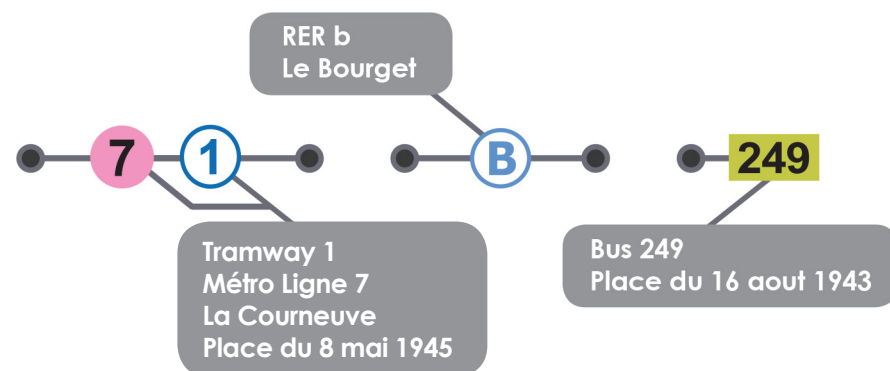 RER b
Le Bourget
7
1
B
249
Tramway 1
Métro Ligne 7
La Courneuve
Place du 8 mai 1945
Bus 249
Place du 16 aout 1943